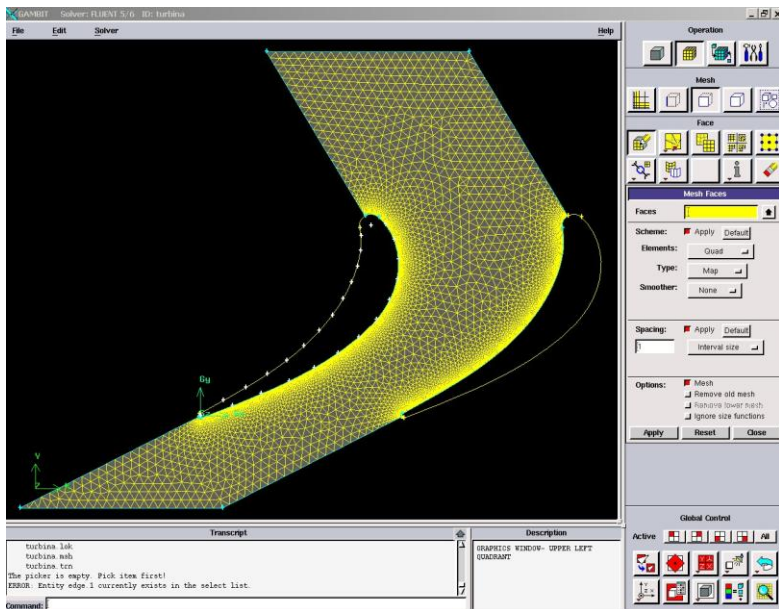 GAMBIT Solver: FLUENT 5/6 ID: turbina
File Edit Solver Help
Operation
Mesh
Face
Mesh Faces
Faces
Scheme: Apply Default
Elements: Quad
Type: Map
Smoother: None
Spacing: Apply Default
1 Interval size
Options: Mesh
Remove old mesh
Remove lower mesh
Ignore size functions
Apply Reset Close
Gy
Y
Z
Global Control
Active All
Transcript
turbina.lok
turbina.msh
turbina.trn
The picker is empty. Pick item first!
ERROR: Entity edge.1 currently exists in the select list.
Command:
Description
GRAPHICS WINDOW- UPPER LEFT
QUADRANT